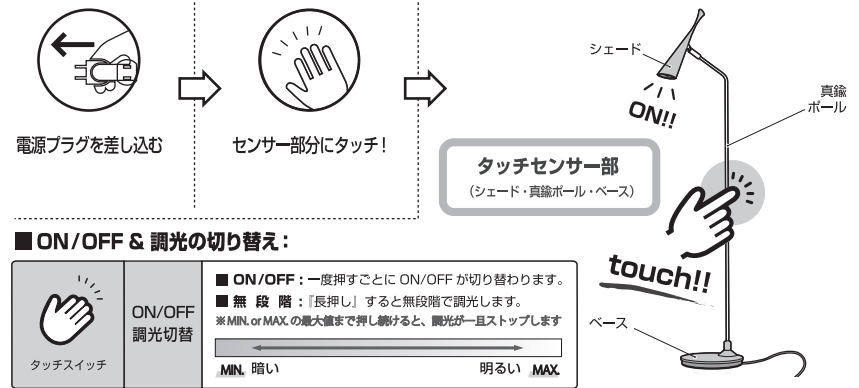 電源プラグを差し込む
センサー部分にタッチ!
シェード
ON!!
真鍮
ポール
タッチセンサー部
(シェード・真鍮ポール・ベース)
touch!!
ベース
■ON/OFF & 調光の切り替え:
タッチスイッチ
ON/OFF
調光切替
■ ON/OFF:一度押すごとに ON/OFF が切り替わります。
■ 無 段 階:『長押し』すると無段階で調光します。
※MIN. or MAX. の最大値まで押し続けると、調光が一旦ストップします
MIN. 暗い 明るい MAX.